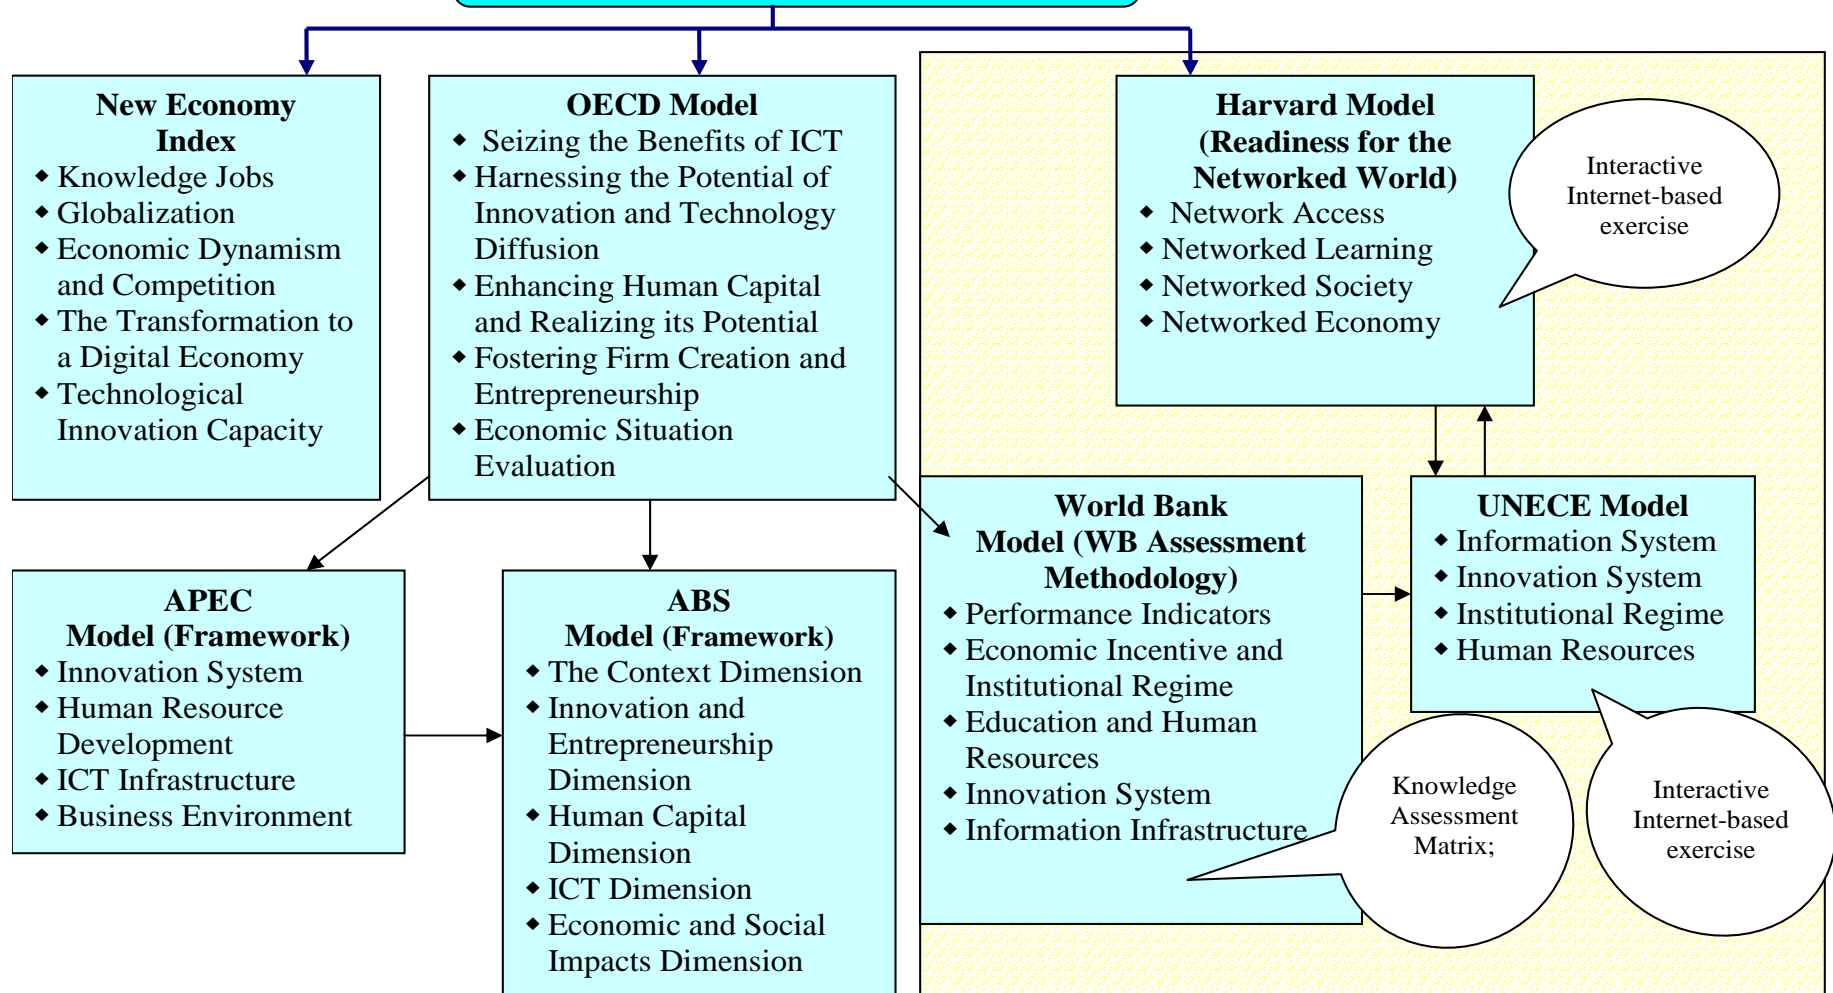 New Economy
Index
◆ Knowledge Jobs
◆ Globalization
◆ Economic Dynamism
and Competition
◆ The Transformation to
a Digital Economy
◆ Technological
Innovation Capacity
OECD Model
◆ Seizing the Benefits of ICT
◆ Harnessing the Potential of
Innovation and Technology
Diffusion
◆ Enhancing Human Capital
and Realizing its Potential
◆ Fostering Firm Creation and
Entrepreneurship
◆ Economic Situation
Evaluation
Harvard Model
(Readiness for the
Networked World)
◆ Network Access
◆ Networked Learning
◆ Networked Society
◆ Networked Economy
Interactive
Internet-based
exercise
APEC
Model (Framework)
◆ Innovation System
◆ Human Resource
Development
◆ ICT Infrastructure
◆ Business Environment
ABS
Model (Framework)
◆ The Context Dimension
◆ Innovation and
Entrepreneurship
Dimension
◆ Human Capital
Dimension
◆ ICT Dimension
◆ Economic and Social
Impacts Dimension
World Bank
Model (WB Assessment
Methodology)
◆ Performance Indicators
◆ Economic Incentive and
Institutional Regime
◆ Education and Human
Resources
◆ Innovation System
◆ Information Infrastructure
Knowledge
Assessment
Matrix;
UNECE Model
◆ Information System
◆ Innovation System
◆ Institutional Regime
◆ Human Resources
Interactive
Internet-based
exercise